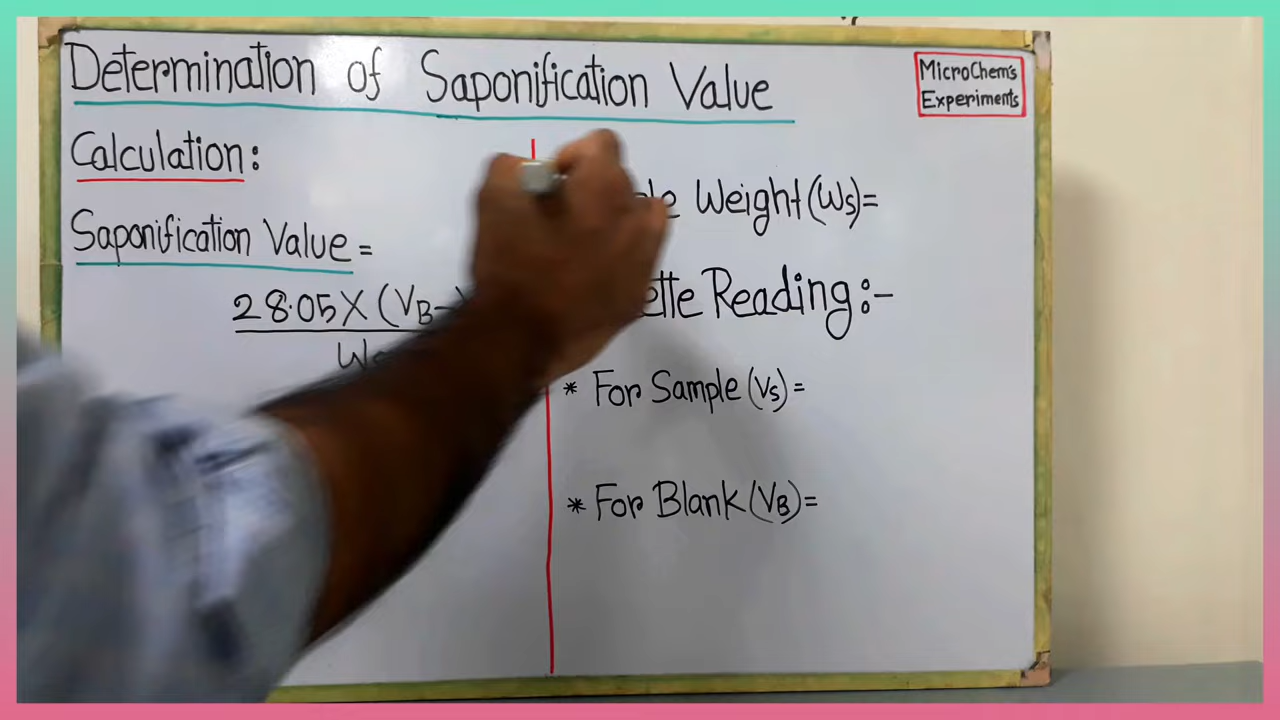 Determination of Saponification Value
MicroChem's
Experiments
Calculation:
Saponification Value =
28.05 X (VB-
Weight (Ws)=
Reading:-
* For Sample (Vs) =
* For Blank (VB)=